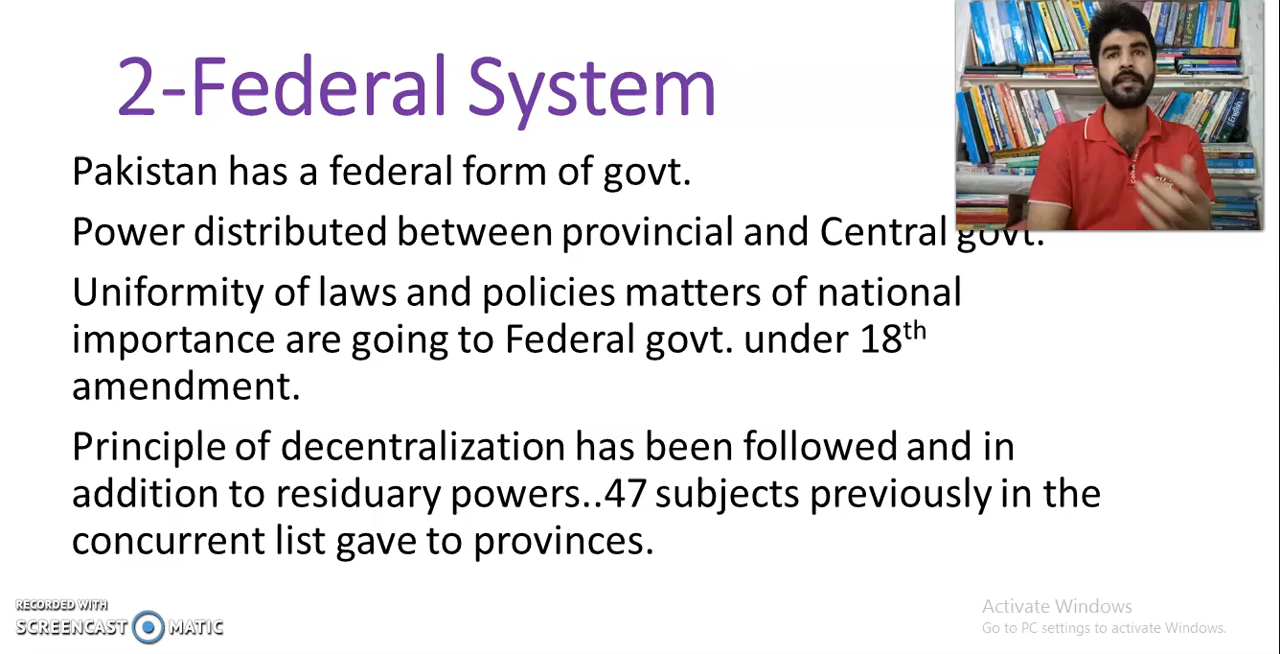 2-Federal System
Pakistan has a federal form of govt.
Power distributed between provincial and Central govt.
Uniformity of laws and policies matters of national
importance are going to Federal govt. under 18th
amendment.
Principle of decentralization has been followed and in
addition to residuary powers..47 subjects previously in the
concurrent list gave to provinces.
English
RECORDED WITH
SCREENCAST MATIC
Activate Windows
Go to PC settings to activate Windows.